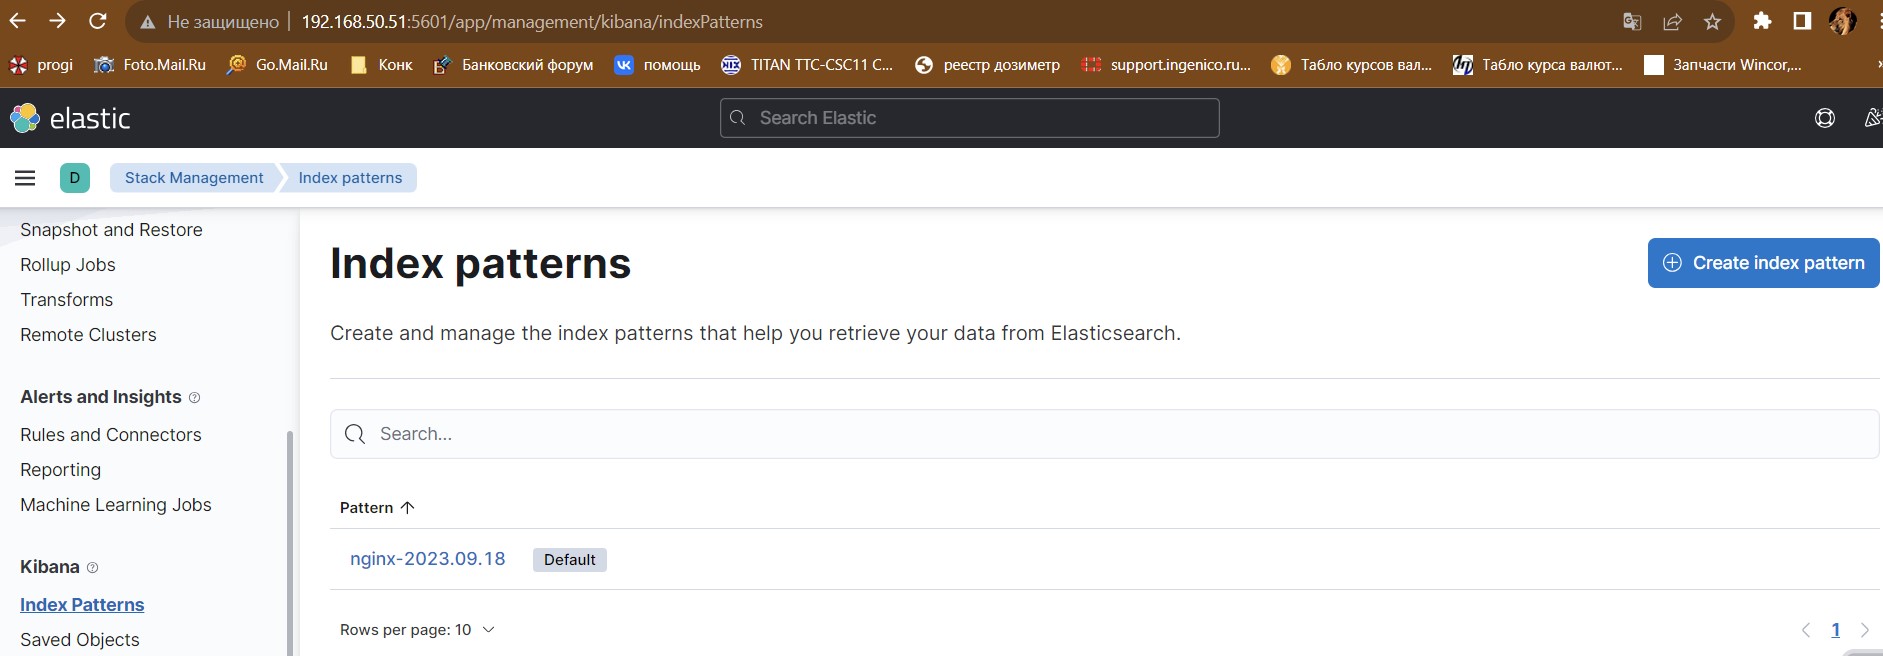 Не защищено 192.168.50.51:5601/app/management/kibana/indexPatterns
progi Foto.Mail.Ru Go.Mail.Ru Конк Банковский форум помощь TITAN TTC-CSC11 C... реестр дозиметр support.ingenico.ru... Табло курсов вал... Табло курса валют... Запчасти Wincor,...
elastic Search Elastic
D Stack Management Index patterns
Snapshot and Restore
Rollup Jobs
Transforms
Remote Clusters
Alerts and Insights
Rules and Connectors
Reporting
Machine Learning Jobs
Kibana
Index Patterns
Saved Objects
Index patterns
Create index pattern
Create and manage the index patterns that help you retrieve your data from Elasticsearch.
Search...
Pattern
nginx-2023.09.18 Default
Rows per page: 10
1